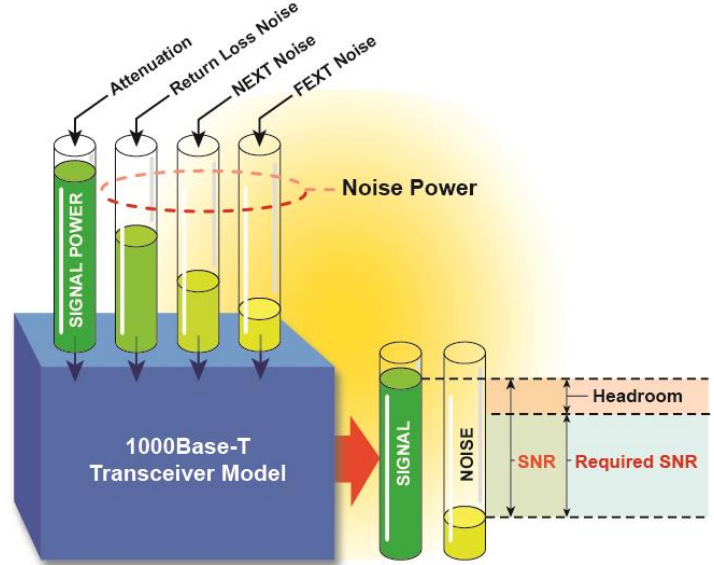 Attenuation
Return Loss Noise
NEXT Noise
FEXT Noise
Noise Power
SIGNAL POWER
1000Base-T
Transceiver Model
SIGNAL
NOISE
Headroom
SNR
Required SNR